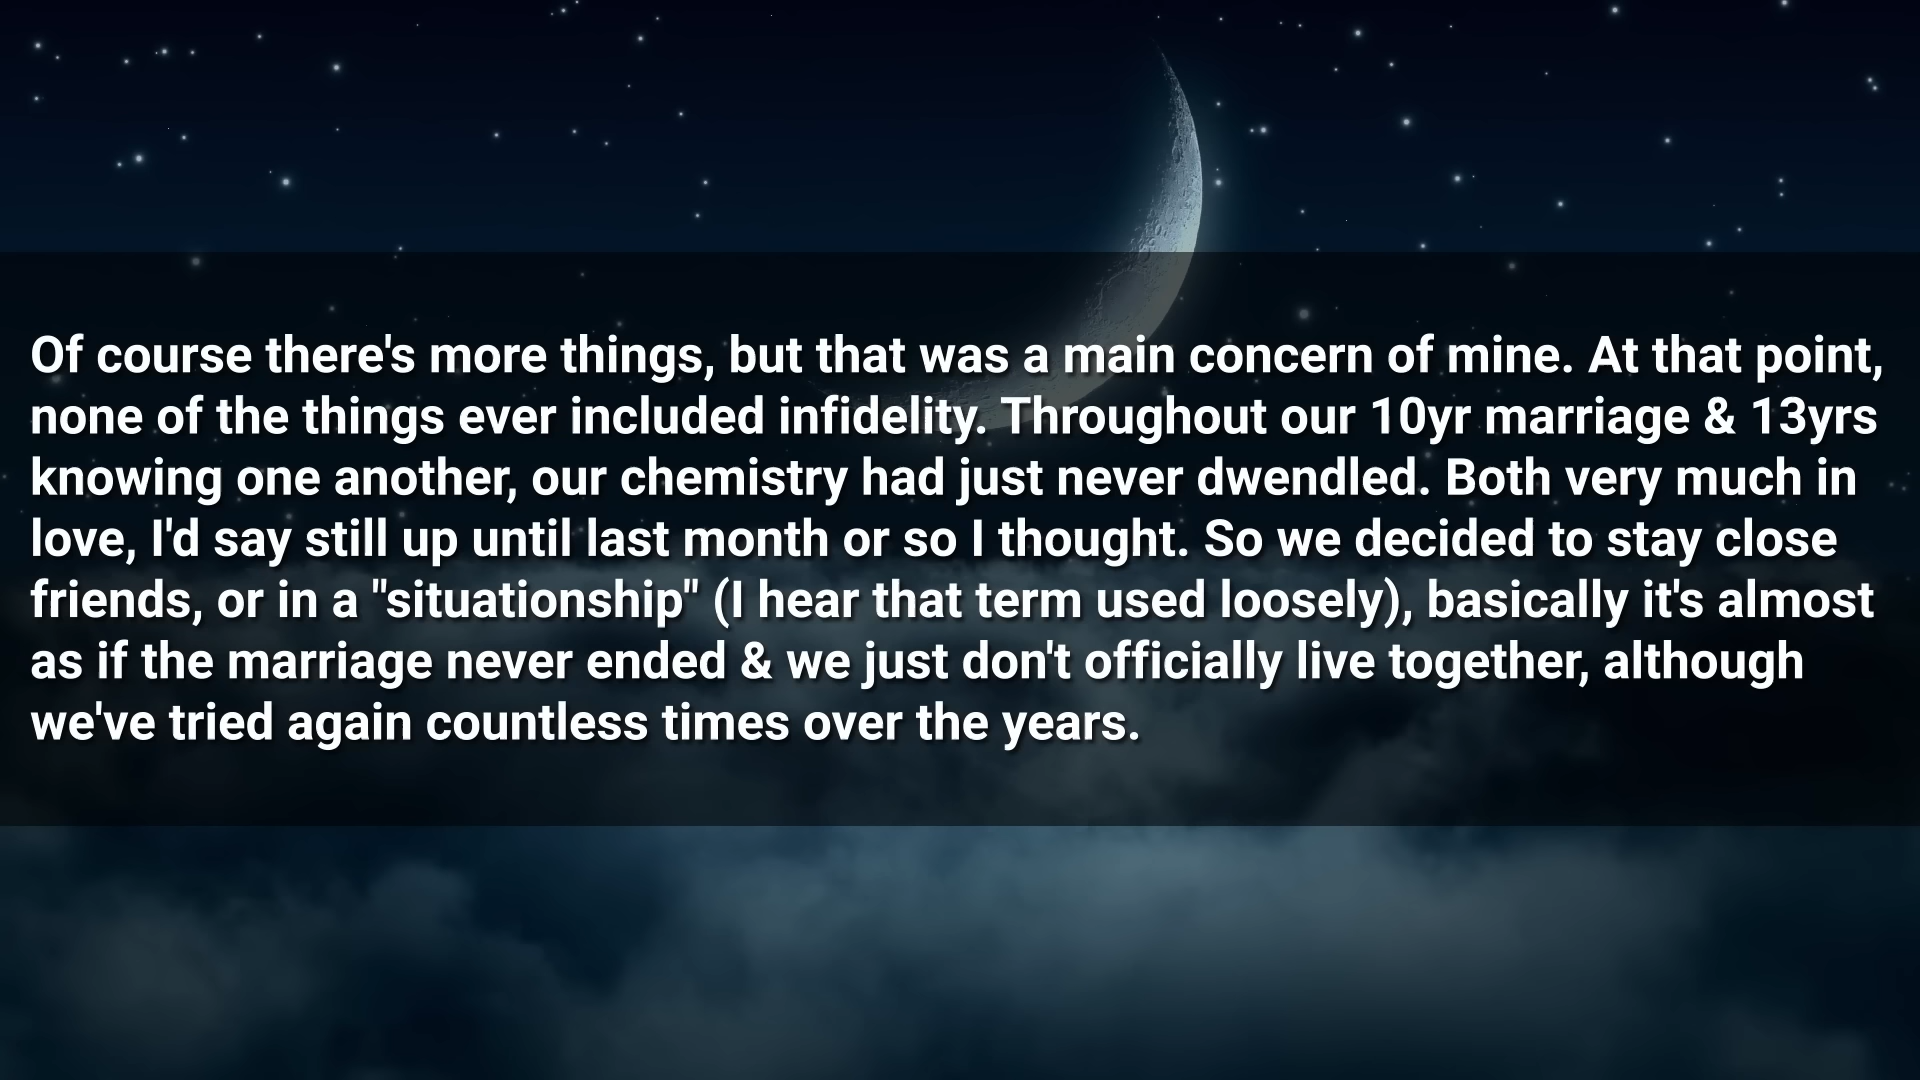 Of course there's more things, but that was a main concern of mine. At that point,
none of the things ever included infidelity. Throughout our 10yr marriage & 13yrs
knowing one another, our chemistry had just never dwendled. Both very much in
love, I'd say still up until last month or so I thought. So we decided to stay close
friends, or in a "situationship" (I hear that term used loosely), basically it's almost
as if the marriage never ended & we just don't officially live together, although
we've tried again countless times over the years.